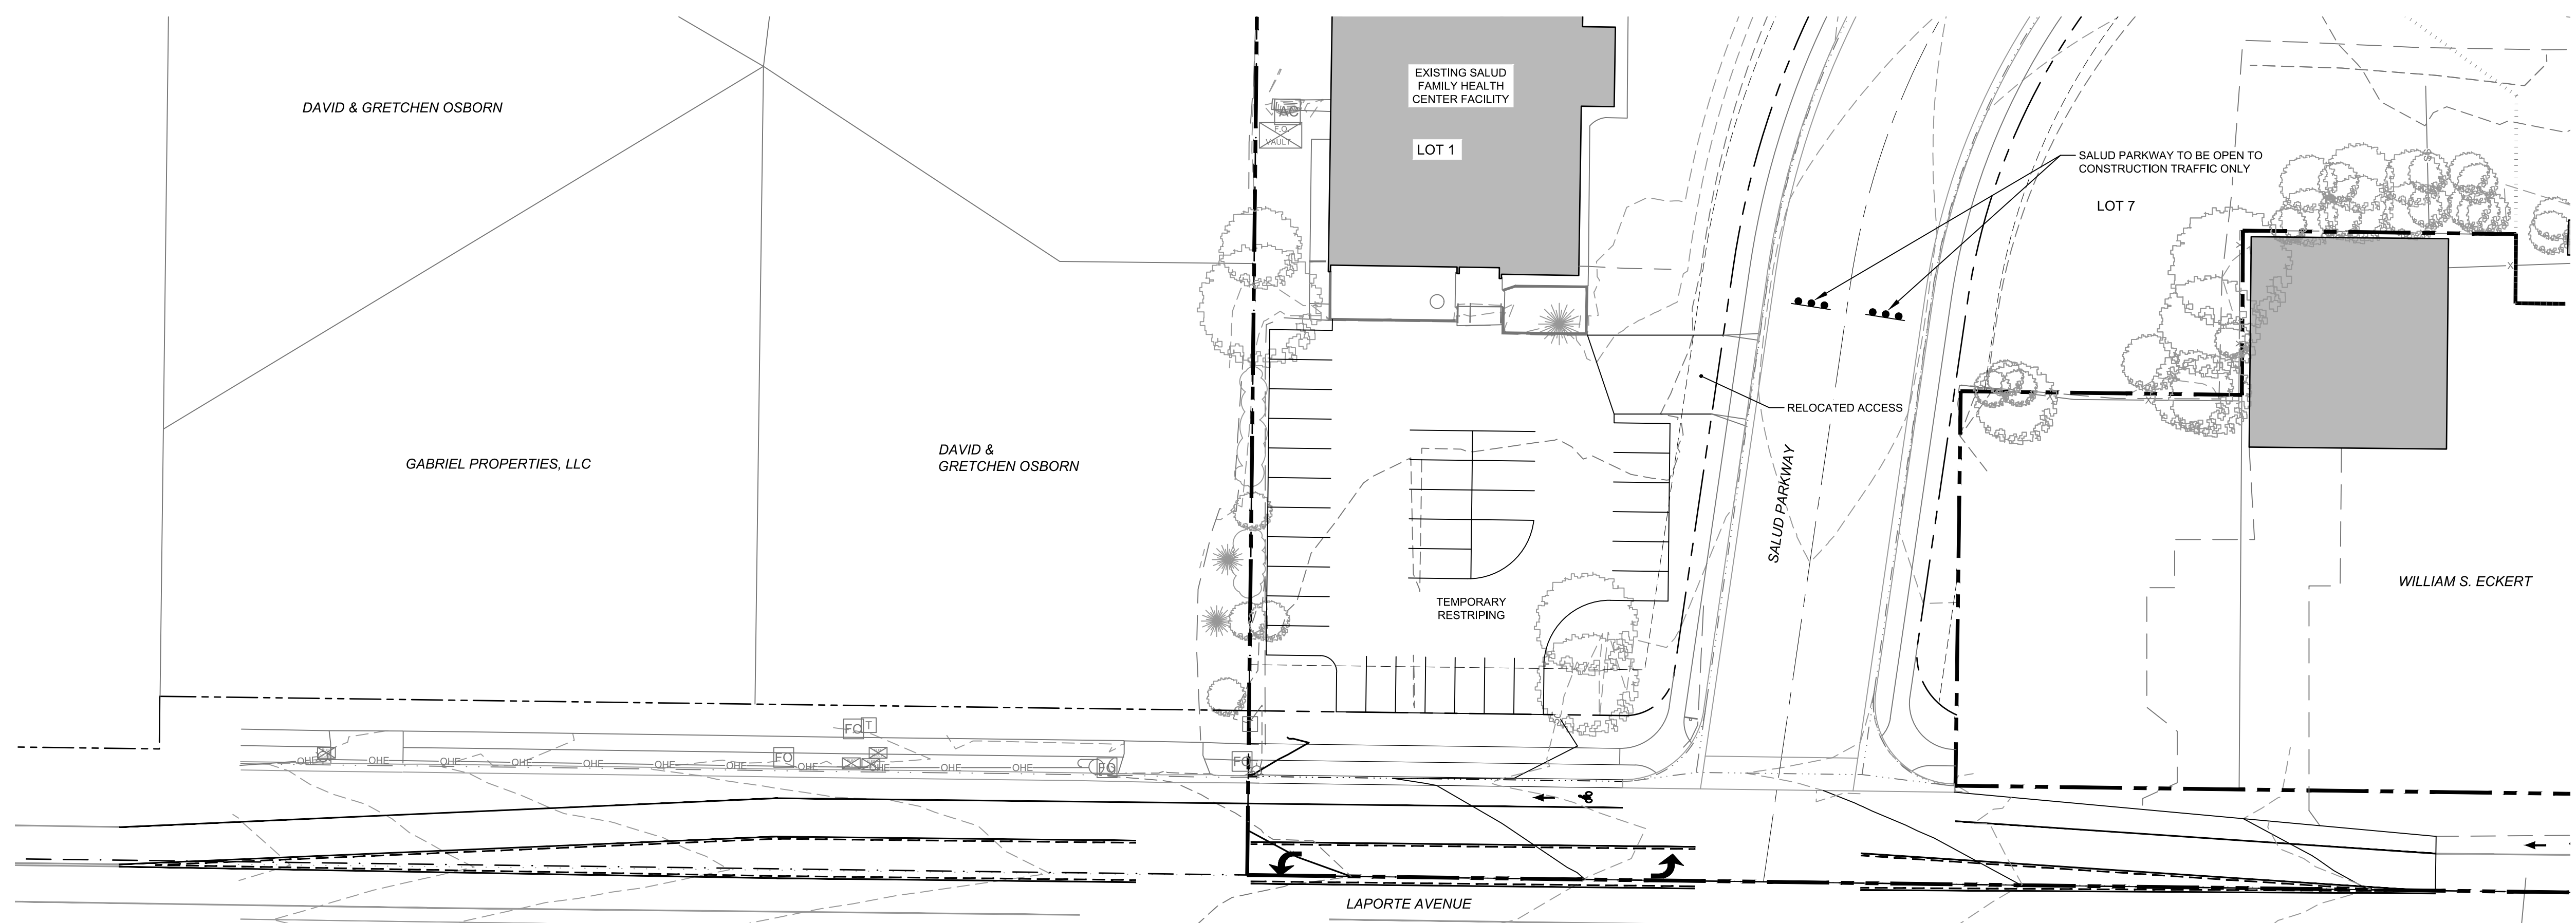 DAVID & GRETCHEN OSBORN
EXISTING SALUD
FAMILY HEALTH
CENTER FACILITY
LOT 1
AC
F.O.
VAULT
SALUD PARKWAY TO BE OPEN TO
CONSTRUCTION TRAFFIC ONLY
LOT 7
X
RELOCATED ACCESS
GABRIEL PROPERTIES, LLC
DAVID &
GRETCHEN OSBORN
SALUD PARKWAY
WILLIAM S. ECKERT
TEMPORARY
RESTRIPING
FO T
FO
FO
OHE OHE OHE OHE OHE OHE OHE OHE OHE OHE
LAPORTE AVENUE